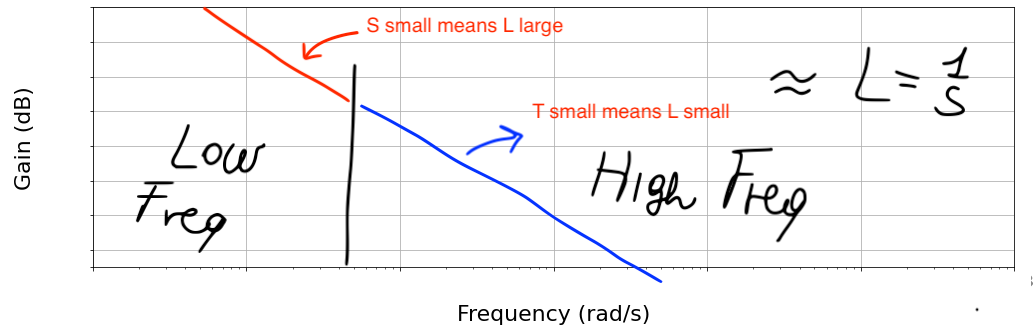 S small means L large
≈ L = 1/s
T small means L small
Low
Freq
High Freq
Gain (dB)
Frequency (rad/s)